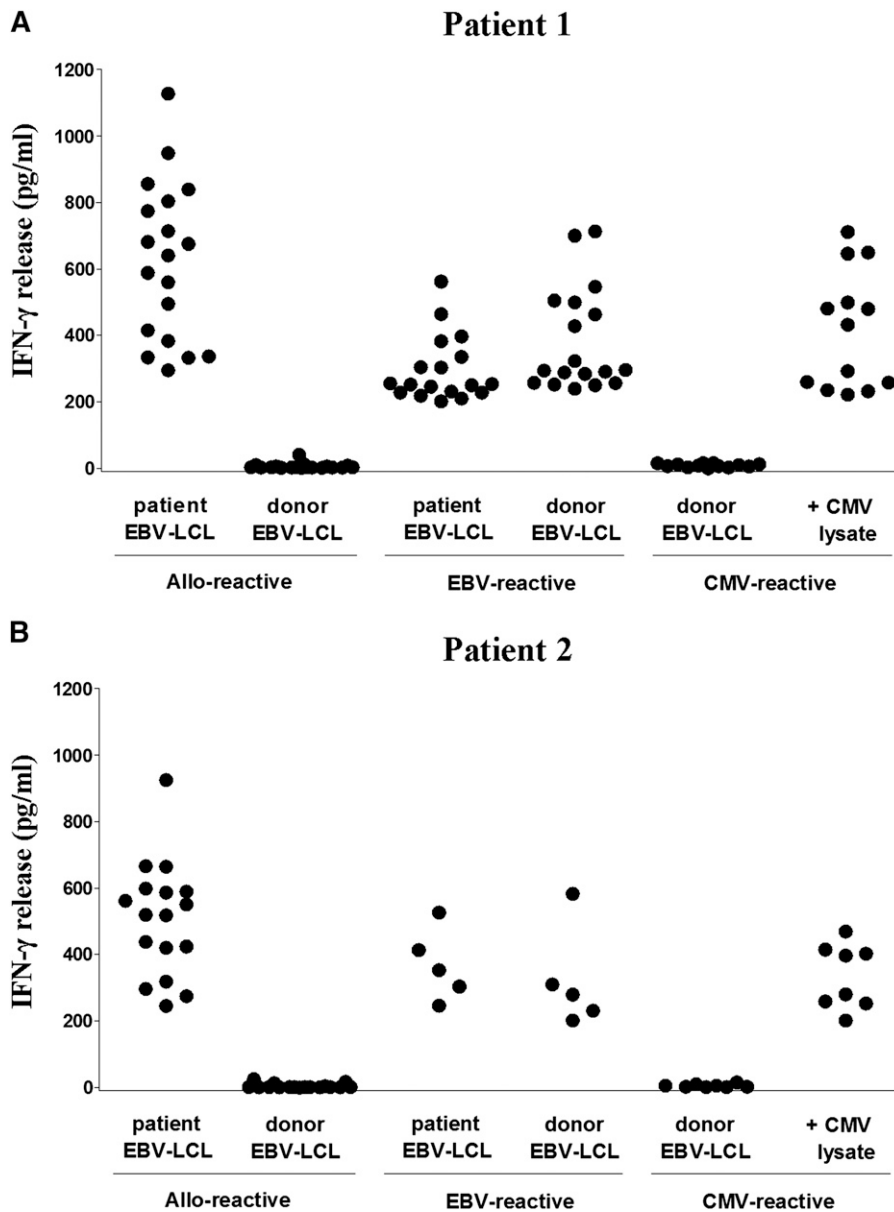 A
Patient 1
IFN-γ release (pg/ml)
1200
1000
800
600
400
200
0
patient donor patient donor donor + CMV
EBV-LCL EBV-LCL EBV-LCL EBV-LCL EBV-LCL lysate
Allo-reactive EBV-reactive CMV-reactive
B
Patient 2
IFN-γ release (pg/ml)
1200
1000
800
600
400
200
0
patient donor patient donor donor + CMV
EBV-LCL EBV-LCL EBV-LCL EBV-LCL EBV-LCL lysate
Allo-reactive EBV-reactive CMV-reactive